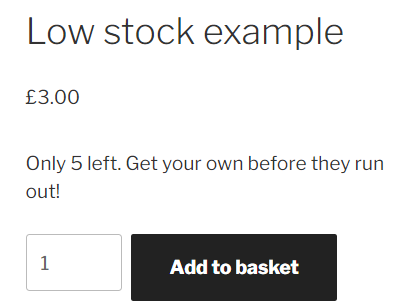 Low stock example
£3.00
Only 5 left. Get your own before they run
out!
1
Add to basket